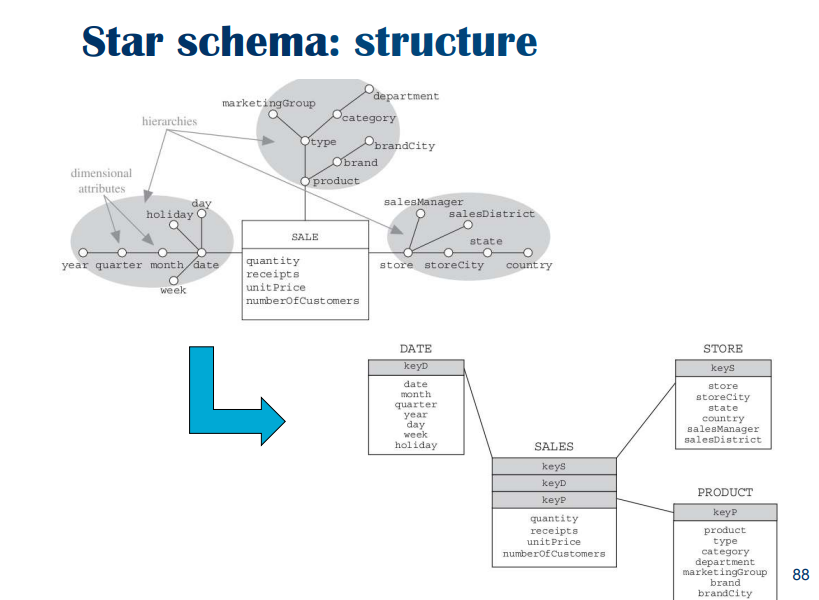 Star schema: structure
marketingGroup
department
hierarchies
category
type
brandCity
brand
product
dimensional
attributes
day
holiday
year quarter month date
week
SALE
quantity
receipts
unitPrice
numberOfCustomers
salesManager
salesDistrict
state
store storeCity country
DATE
keyD
date
month
quarter
year
day
week
holiday
STORE
keyS
store
storeCity
state
country
salesManager
salesDistrict
SALES
keyS
keyD
keyP
quantity
receipts
unitPrice
numberOfCustomers
PRODUCT
keyP
product
type
category
department
marketingGroup
brand
brandCity
88